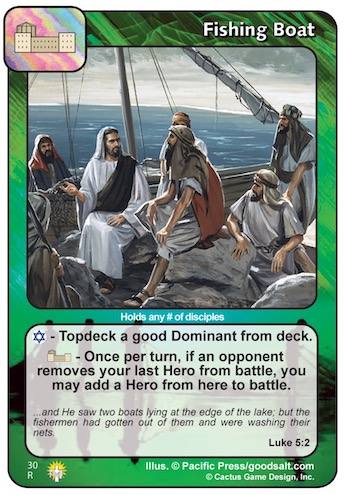 Fishing Boat
Holds any # of disciples
- Topdeck a good Dominant from deck.
- Once per turn, if an opponent
removes your last Hero from battle, you
may add a Hero from here to battle.
...and He saw two boats lying at the edge of the lake; but the
fishermen had gotten out of them and were washing their
nets.
Luke 5:2
30
R
Illus. © Pacific Press/goodsalt.com
© Cactus Game Design, Inc.